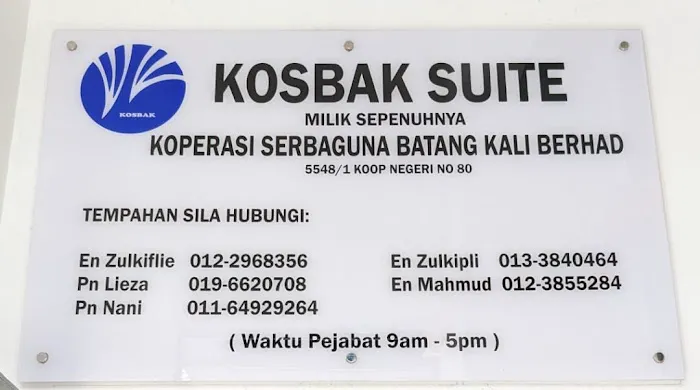 KOSBAK
KOSBAK SUITE
MILIK SEPENUHNYA
KOPERASI SERBAGUNA BATANG KALI BERHAD
5548/1 KOOP NEGERI NO 80
TEMPAHAN SILA HUBUNGI:
En Zulkiflie 012-2968356 En Zulkipli 013-3840464
Pn Lieza 019-6620708 En Mahmud 012-3855284
Pn Nani 011-64929264
( Waktu Pejabat 9am - 5pm )